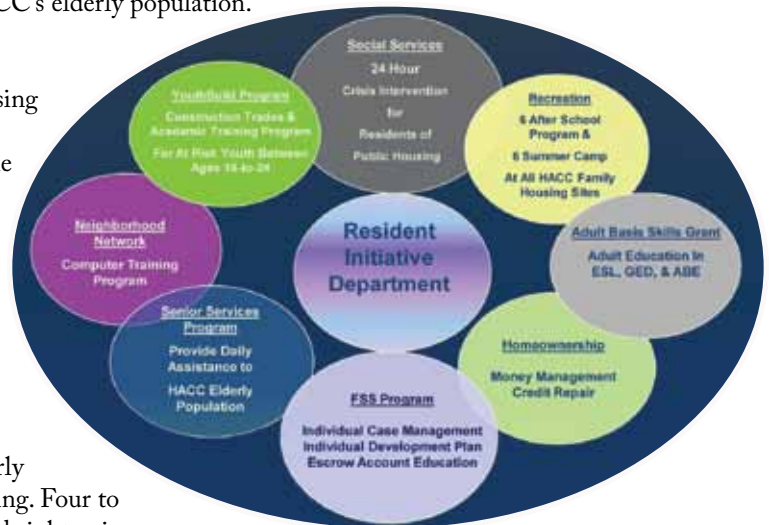 CC's elderly population.
sing
e
rly
ing. Four to
Social Services
24 Hour
Crisis Intervention
for
Residents of
Public Housing
YouthBuild Program
Construction Trades &
Academic Training Program
For At Risk Youth Between
Ages
Recreation
6 After School
Program &
6 Summer Camp
At All HACC Family
Housing Sites
Neighborhood
Network
Computer Training
Program
Resident
Initiative
Department
Adult Basis Skills Grant
Adult Education In
ESL, GED, & ABE
Senior Services
Program
Provide Daily
Assistance to
HACC Elderly
Population
Homeownership
Money Management
Credit Repair
FSS Program
Individual Case Management
Individual Development Plan
Escrow Account Education